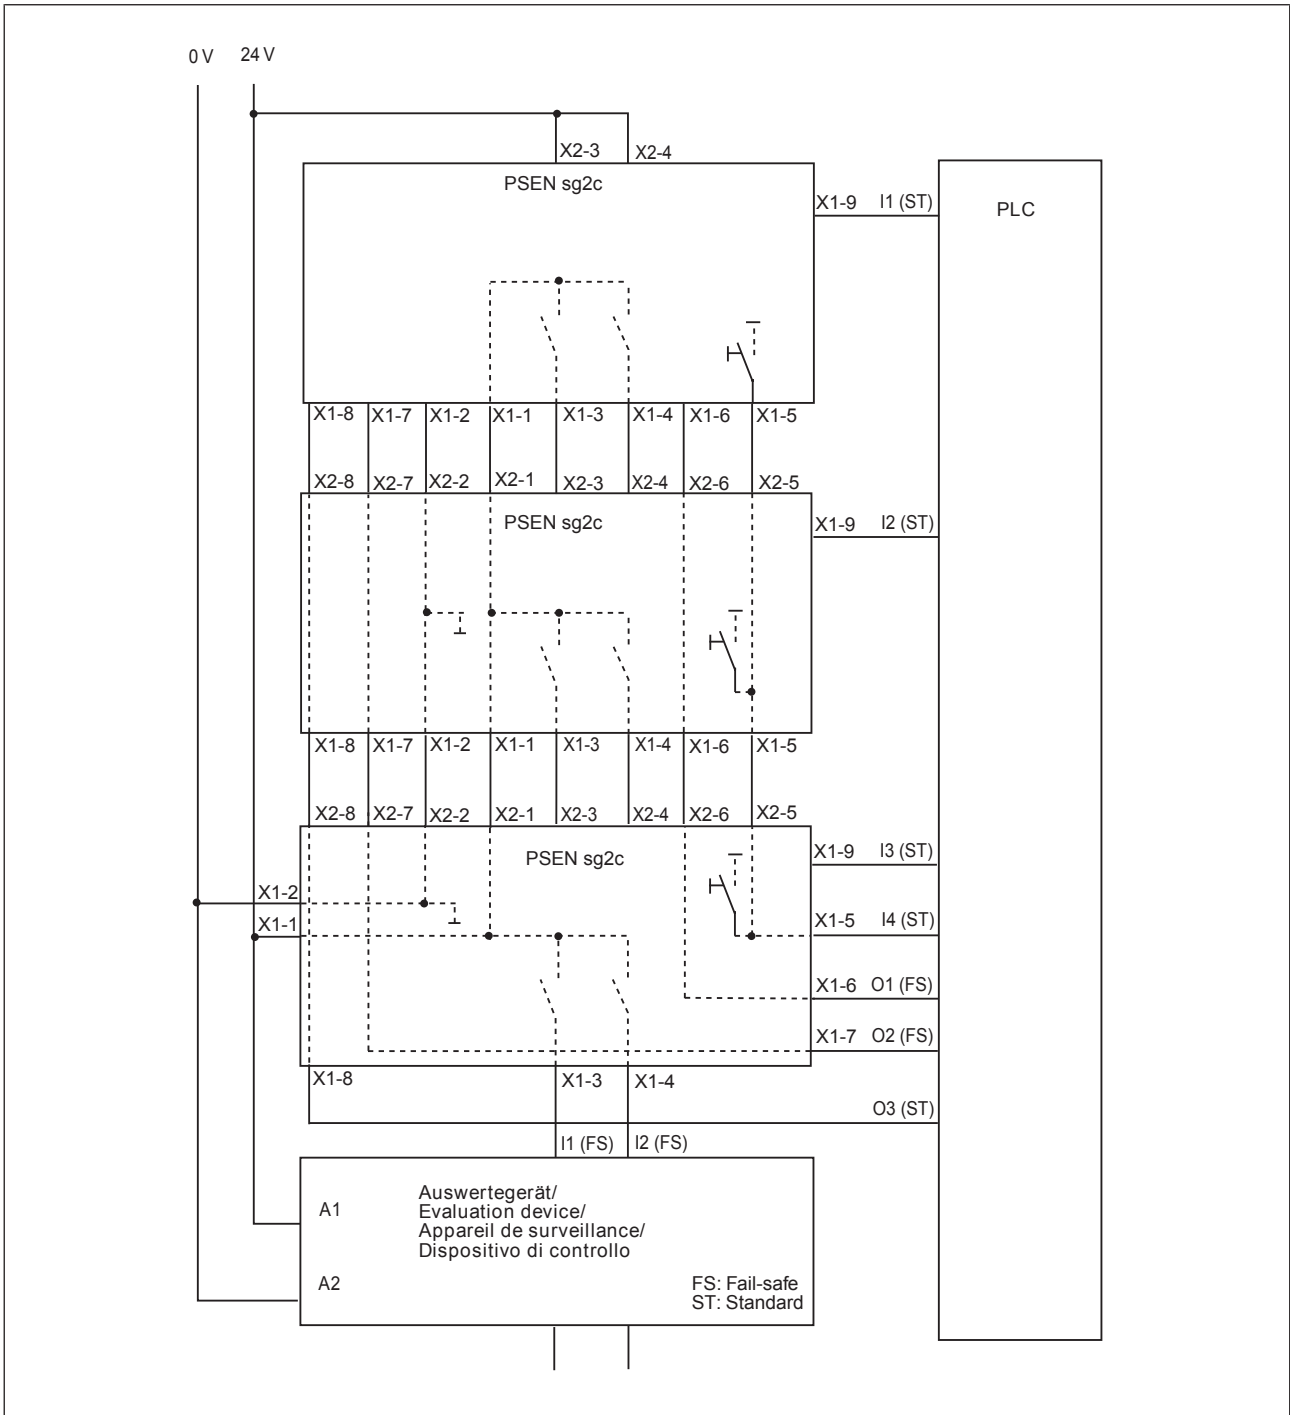 0 V 24 V
X2-3 X2-4
PSEN sg2c
X1-9 I1 (ST)
PLC
X1-8 X1-7 X1-2 X1-1 X1-3 X1-4 X1-6 X1-5
X2-8 X2-7 X2-2 X2-1 X2-3 X2-4 X2-6 X2-5
PSEN sg2c
X1-9 I2 (ST)
X1-8 X1-7 X1-2 X1-1 X1-3 X1-4 X1-6 X1-5
X2-8 X2-7 X2-2 X2-1 X2-3 X2-4 X2-6 X2-5
PSEN sg2c
X1-9 I3 (ST)
X1-2
X1-1
X1-5 I4 (ST)
X1-6 O1 (FS)
X1-7 O2 (FS)
X1-8 X1-3 X1-4
O3 (ST)
I1 (FS) I2 (FS)
A1
Auswertegerät/
Evaluation device/
Appareil de surveillance/
Dispositivo di controllo
A2
FS: Fail-safe
ST: Standard